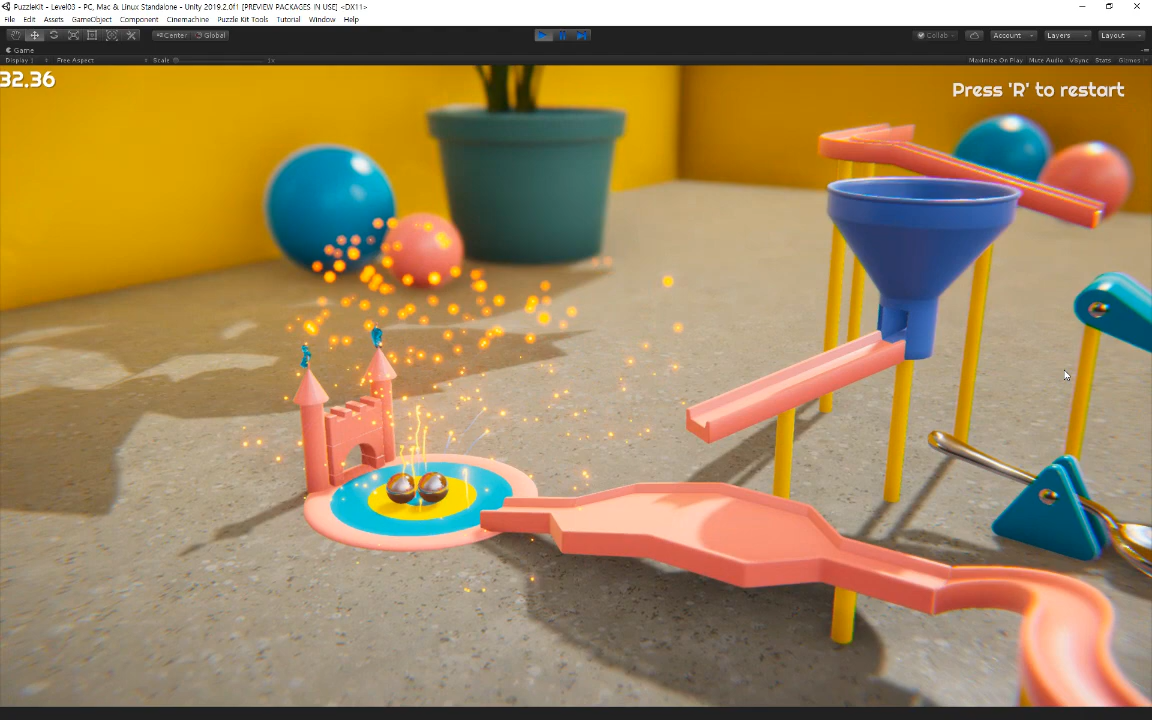 PuzzleKit - Level03 - PC, Mac & Linux Standalone - Unity 2019.2.0f1 [PREVIEW PACKAGES IN USE] <DX11>
File Edit Assets GameObject Component Cinemachine Puzzle Kit Tools Tutorial Window Help
Center Global Collab Account Layers Layout
Game
Display 1 Free Aspect Scale 1x Maximize On Play Mute Audio VSync Stats Gizmos
32.36
Press 'R' to restart